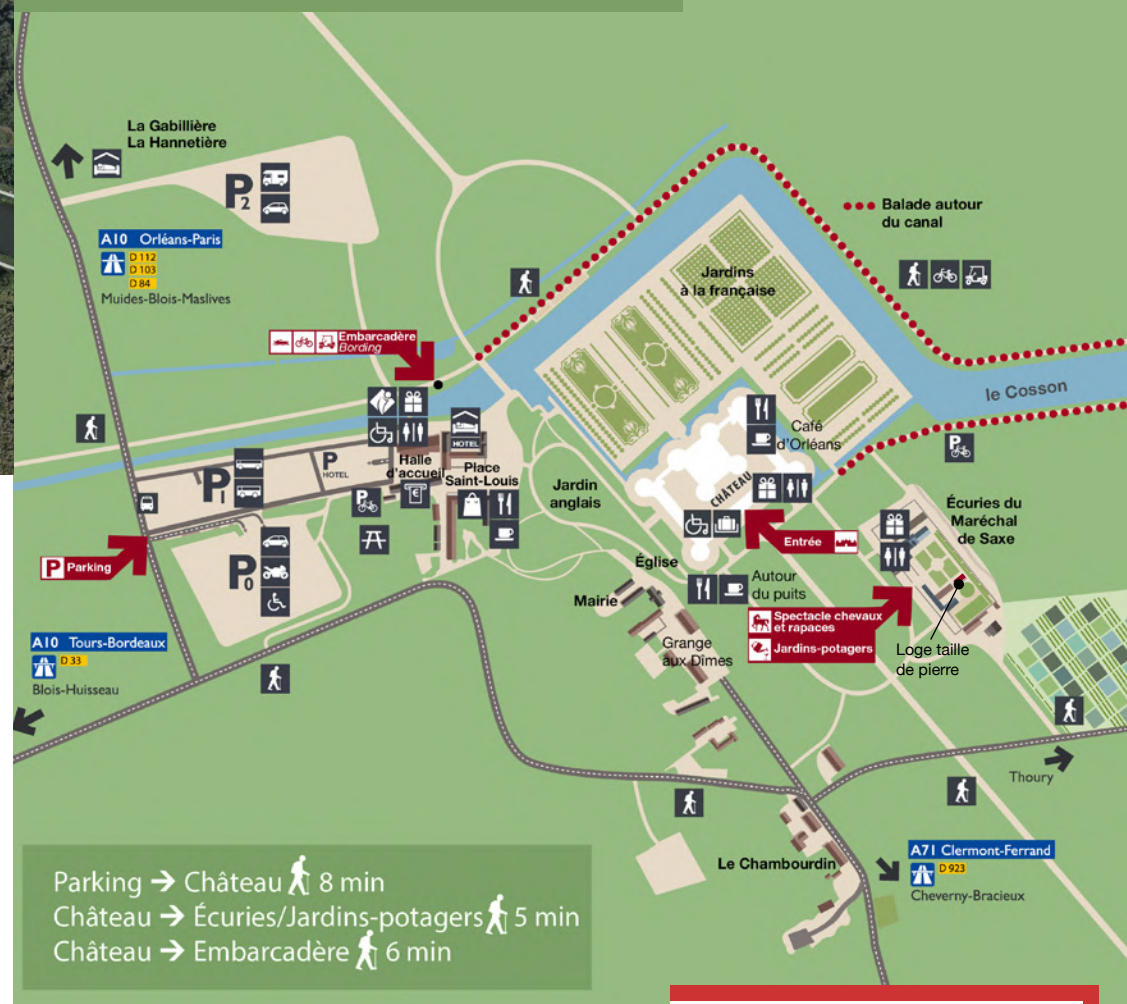 La Gabillière
La Hannetière
P2
A10 Orléans-Paris
D 112
D 103
D 84
Muides-Blois-Maslives
Balade autour
du canal
Jardins
à la française
Embarcadère
Bording
le Cosson
HOTEL
Café
d'Orléans
P
HOTEL
P1
Halle
d'accueil
Place
Saint-Louis
€
P
Jardin
anglais
CHÂTEAU
P
Écuries du
Maréchal
de Saxe
Entrée
P Parking
P0
Église
Autour
du puits
Mairie
Spectacle chevaux
et rapaces
Jardins-potagers
Grange
aux Dîmes
Loge taille
de pierre
A10 Tours-Bordeaux
D 33
Blois-Huisseau
Thoury
Le Chambourdin
A71 Clermont-Ferrand
D 923
Cheverny-Bracieux
Parking → Château 8 min
Château → Écuries/Jardins-potagers 5 min
Château → Embarcadère 6 min